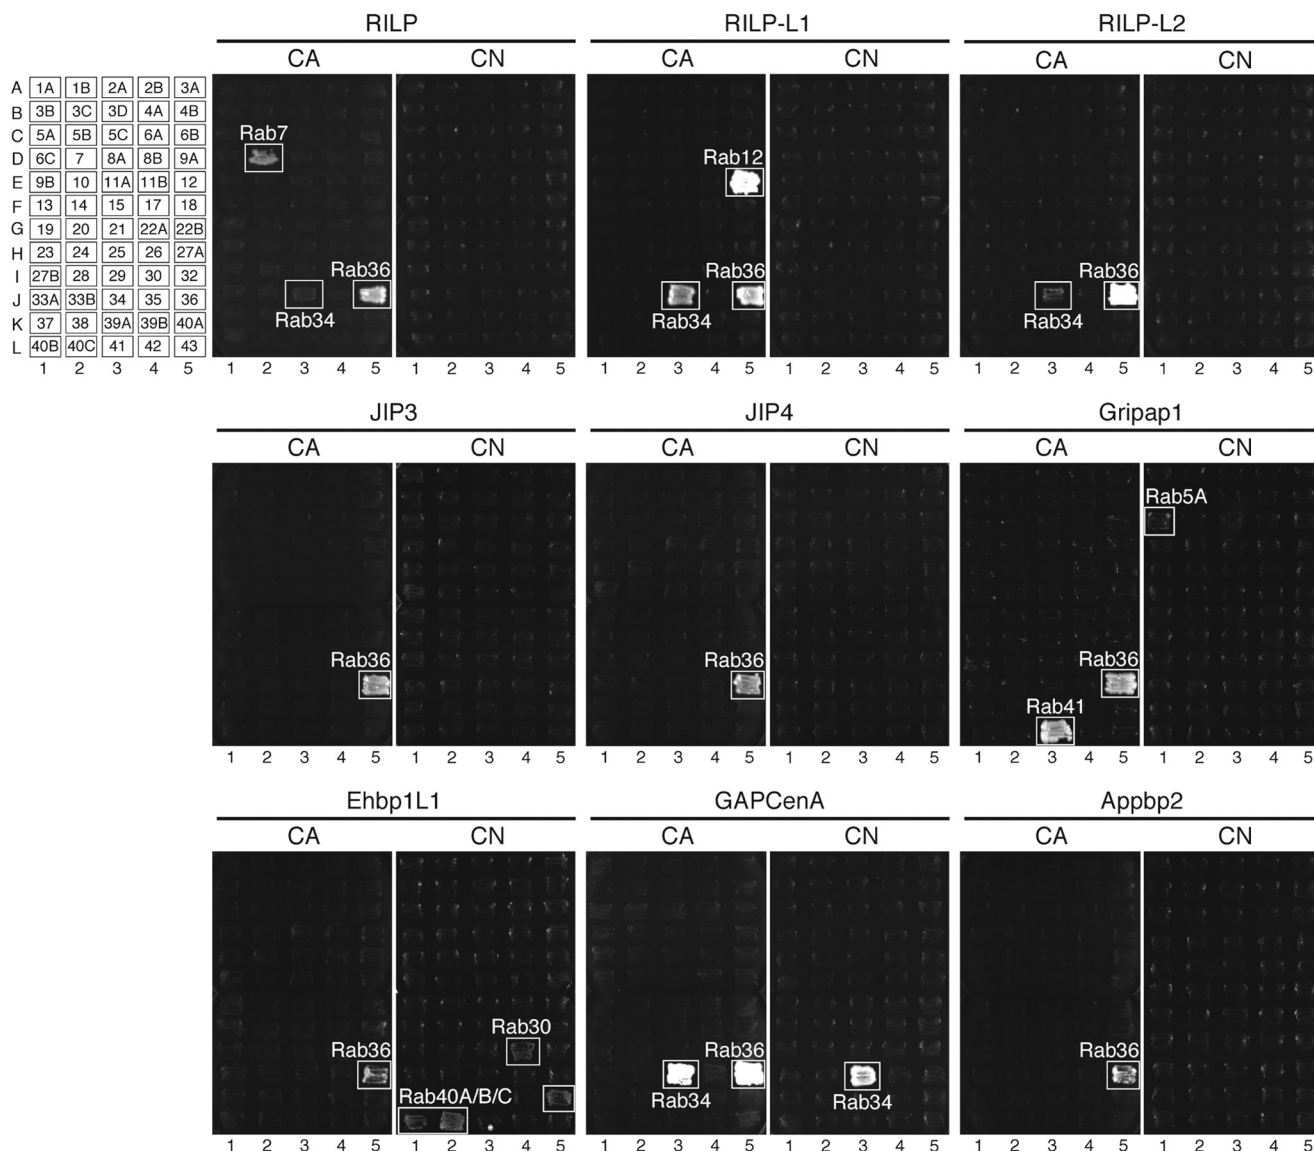 RILP RILP-L1 RILP-L2
CA CN CA CN CA CN
A 1A 1B 2A 2B 3A
B 3B 3C 3D 4A 4B
C 5A 5B 5C 6A 6B
D 6C 7 8A 8B 9A
E 9B 10 11A 11B 12
F 13 14 15 17 18
G 19 20 21 22A 22B
H 23 24 25 26 27A
I 27B 28 29 30 32
J 33A 33B 34 35 36
K 37 38 39A 39B 40A
L 40B 40C 41 42 43
1 2 3 4 5
Rab7
Rab36
Rab34
Rab12
Rab36
Rab34
Rab36
Rab34
1 2 3 4 5 1 2 3 4 5 1 2 3 4 5 1 2 3 4 5 1 2 3 4 5 1 2 3 4 5
JIP3 JIP4 Gripap1
CA CN CA CN CA CN
Rab5A
Rab36 Rab36 Rab36
Rab41
1 2 3 4 5 1 2 3 4 5 1 2 3 4 5 1 2 3 4 5 1 2 3 4 5 1 2 3 4 5
Ehbp1L1 GAPCenA Appbp2
CA CN CA CN CA CN
Rab30
Rab36 Rab36 Rab36
Rab40A/B/C Rab34 Rab34
1 2 3 4 5 1 2 3 4 5 1 2 3 4 5 1 2 3 4 5 1 2 3 4 5 1 2 3 4 5